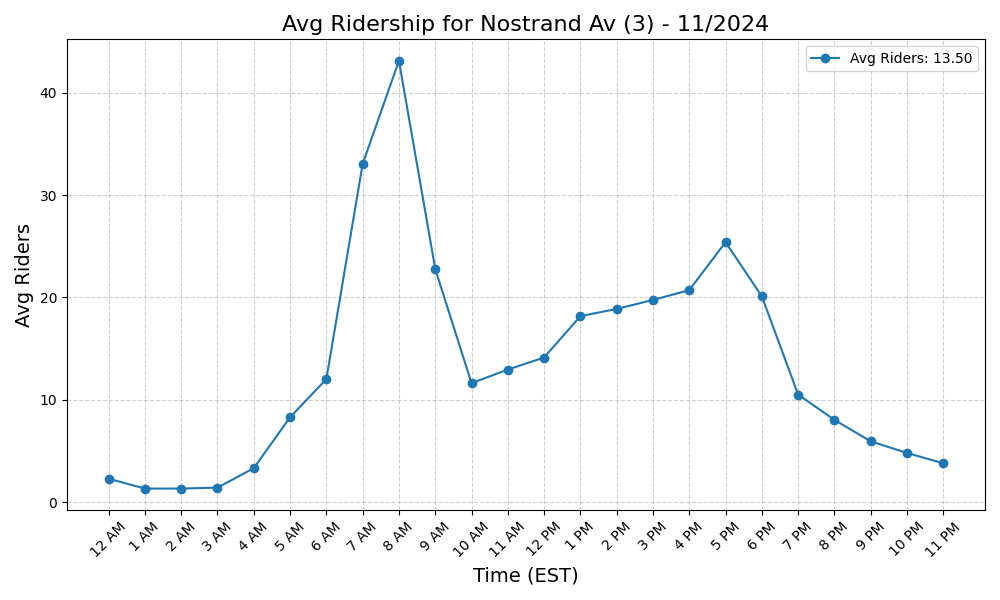 Avg Ridership for Nostrand Av (3) - 11/2024
Avg Riders: 13.50
Avg Riders
40
30
20
10
0
12 AM
1 AM
2 AM
3 AM
4 AM
5 AM
6 AM
7 AM
8 AM
9 AM
10 AM
11 AM
12 PM
1 PM
2 PM
3 PM
4 PM
5 PM
6 PM
7 PM
8 PM
9 PM
10 PM
11 PM
Time (EST)